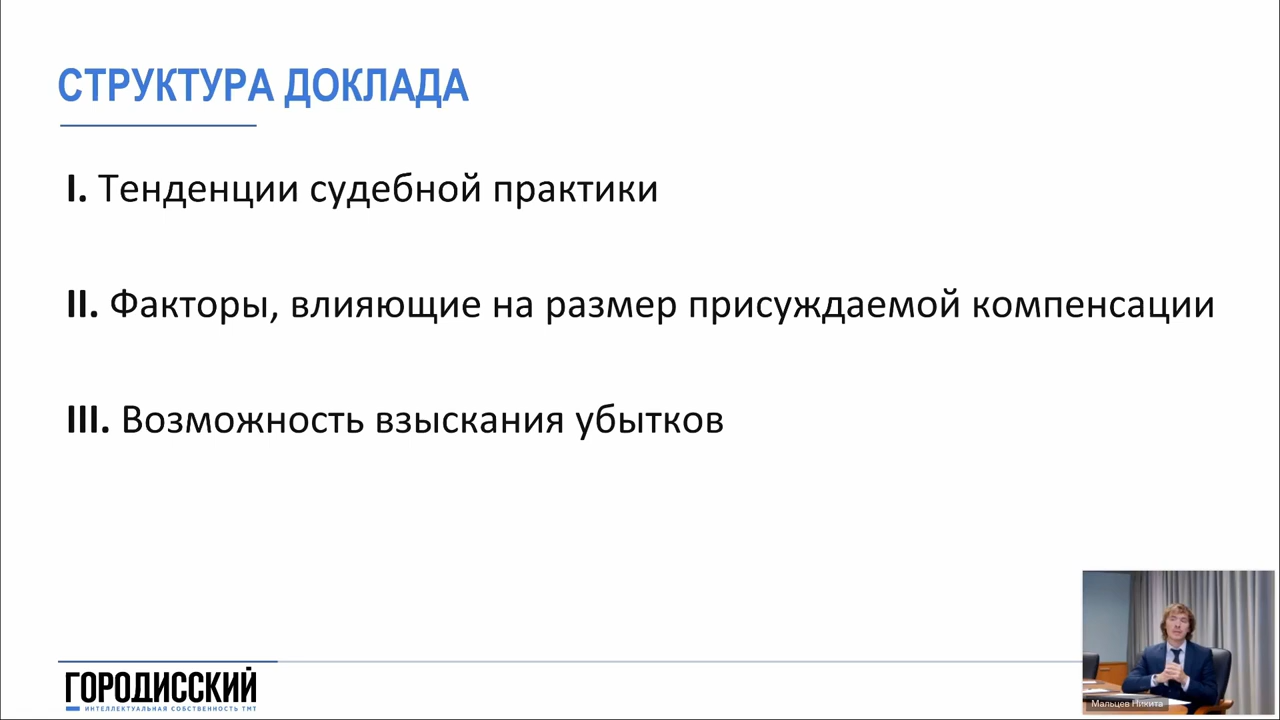 СТРУКТУРА ДОКЛАДА
I. Тенденции судебной практики
II. Факторы, влияющие на размер присуждаемой компенсации
III. Возможность взыскания убытков
ГОРОДИССКИЙ
ИНТЕЛЛЕКТУАЛЬНАЯ СОБСТВЕННОСТЬ ТМТ
Мальцев Никита